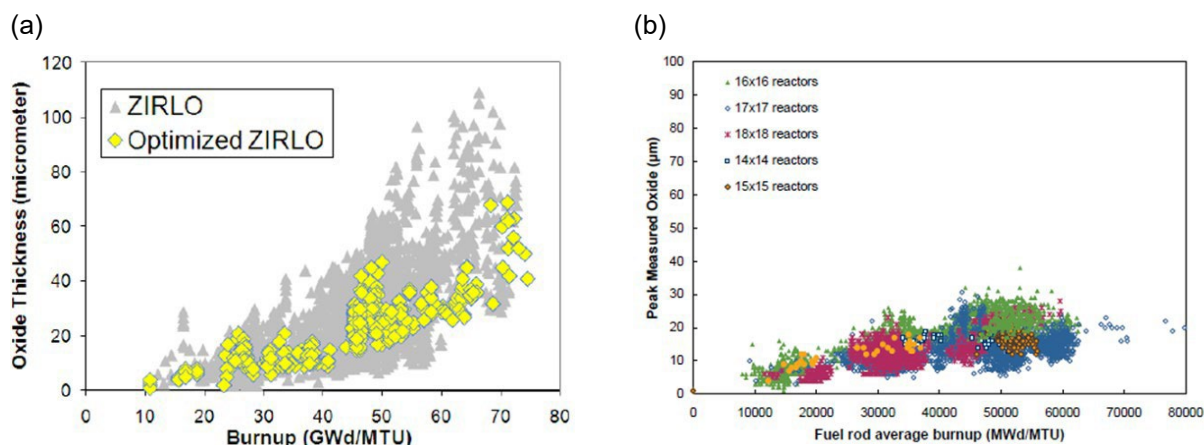 (a)
(b)
120
100
80
60
40
20
0
Oxide Thickness (micrometer)
ZIRLO
Optimized ZIRLO
0 10 20 30 40 50 60 70 80
Burnup (GWd/MTU)
100
90
80
70
60
50
40
30
20
10
0
Peak Measured Oxide (µm)
16x16 reactors
17x17 reactors
18x18 reactors
14x14 reactors
15x15 reactors
0 10000 20000 30000 40000 50000 60000 70000 80000
Fuel rod average burnup (MWd/MTU)